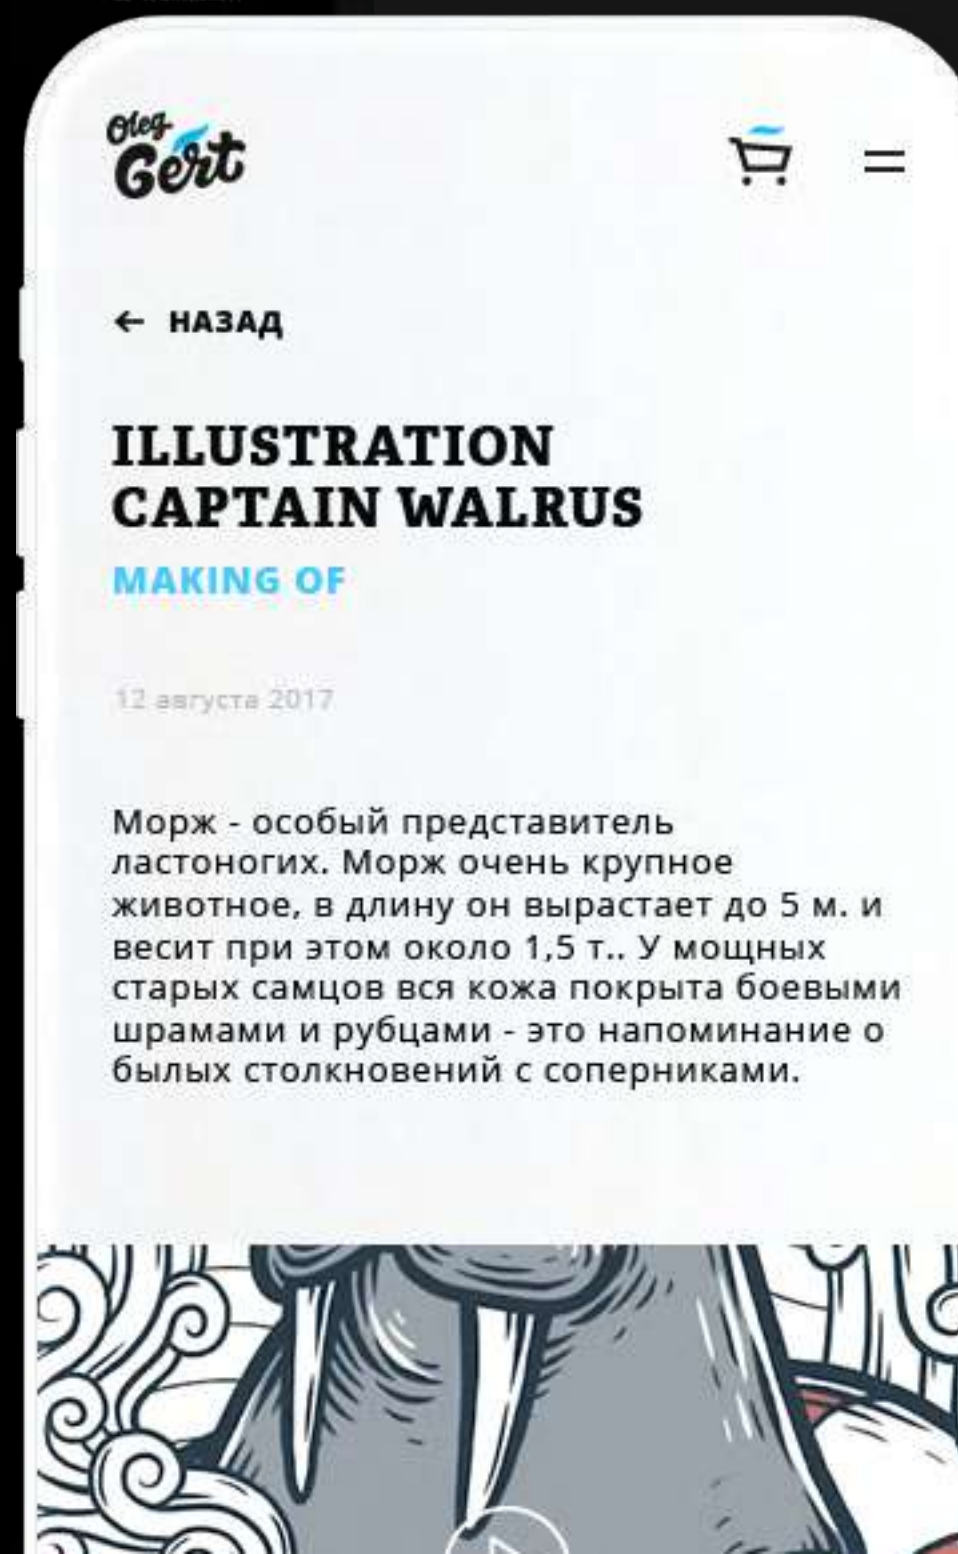 Oleg
Gert
← НАЗАД
ILLUSTRATION
CAPTAIN WALRUS
MAKING OF
12 августа 2017
Морж - особый представитель
ластоногих. Морж очень крупное
животное, в длину он вырастает до 5 м. и
весит при этом около 1,5 т.. У мощных
старых самцов вся кожа покрыта боевыми
шрамами и рубцами - это напоминание о
былых столкновений с соперниками.